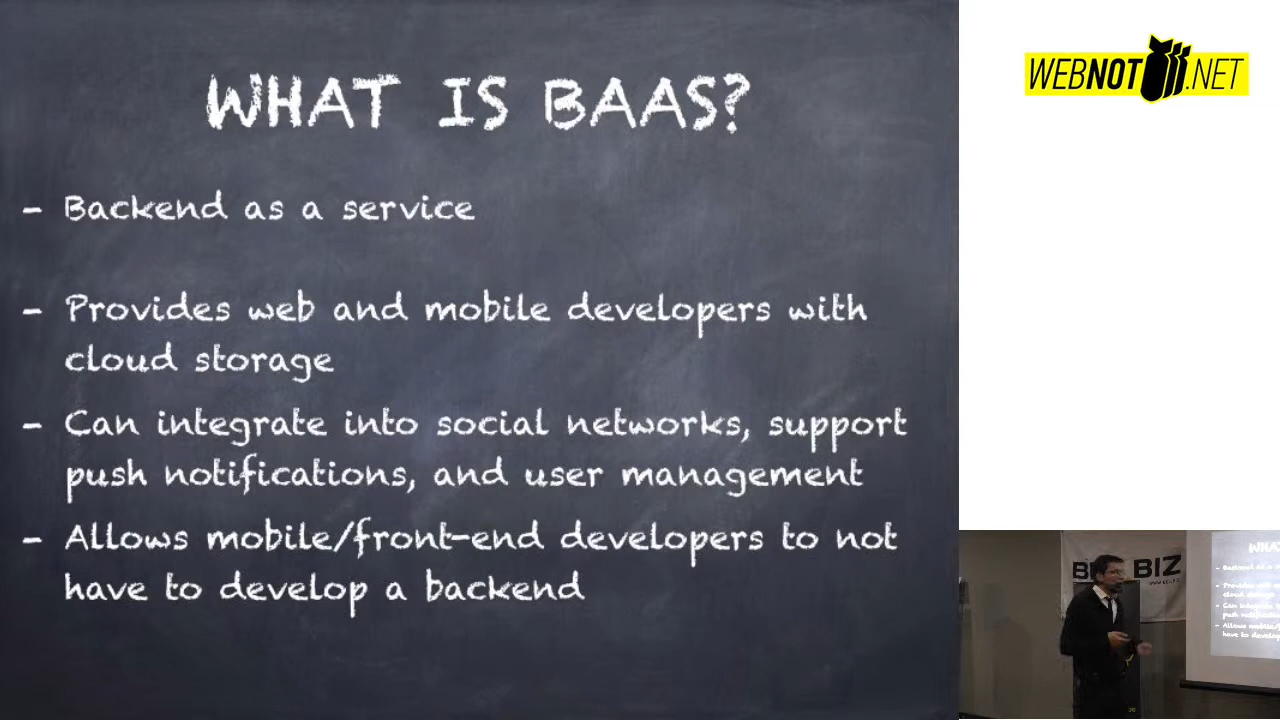 WHAT IS BAAS?
- Backend as a service
- Provides web and mobile developers with
cloud storage
- Can integrate into social networks, support
push notifications, and user management
- Allows mobile/front-end developers to not
have to develop a backend
WEBNOT.NET
BIZ